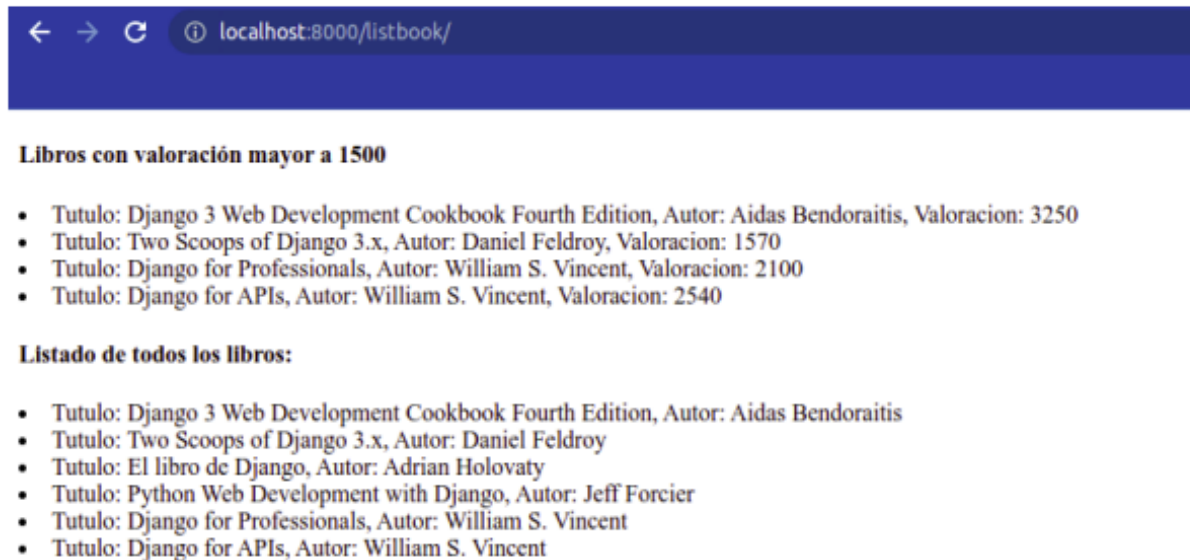 localhost:8000/listbook/
Libros con valoración mayor a 1500
• Tutulo: Django 3 Web Development Cookbook Fourth Edition, Autor: Aidas Bendoraitis, Valoracion: 3250
• Tutulo: Two Scoops of Django 3.x, Autor: Daniel Feldroy, Valoracion: 1570
• Tutulo: Django for Professionals, Autor: William S. Vincent, Valoracion: 2100
• Tutulo: Django for APIs, Autor: William S. Vincent, Valoracion: 2540
Listado de todos los libros:
• Tutulo: Django 3 Web Development Cookbook Fourth Edition, Autor: Aidas Bendoraitis
• Tutulo: Two Scoops of Django 3.x, Autor: Daniel Feldroy
• Tutulo: El libro de Django, Autor: Adrian Holovaty
• Tutulo: Python Web Development with Django, Autor: Jeff Forcier
• Tutulo: Django for Professionals, Autor: William S. Vincent
• Tutulo: Django for APIs, Autor: William S. Vincent